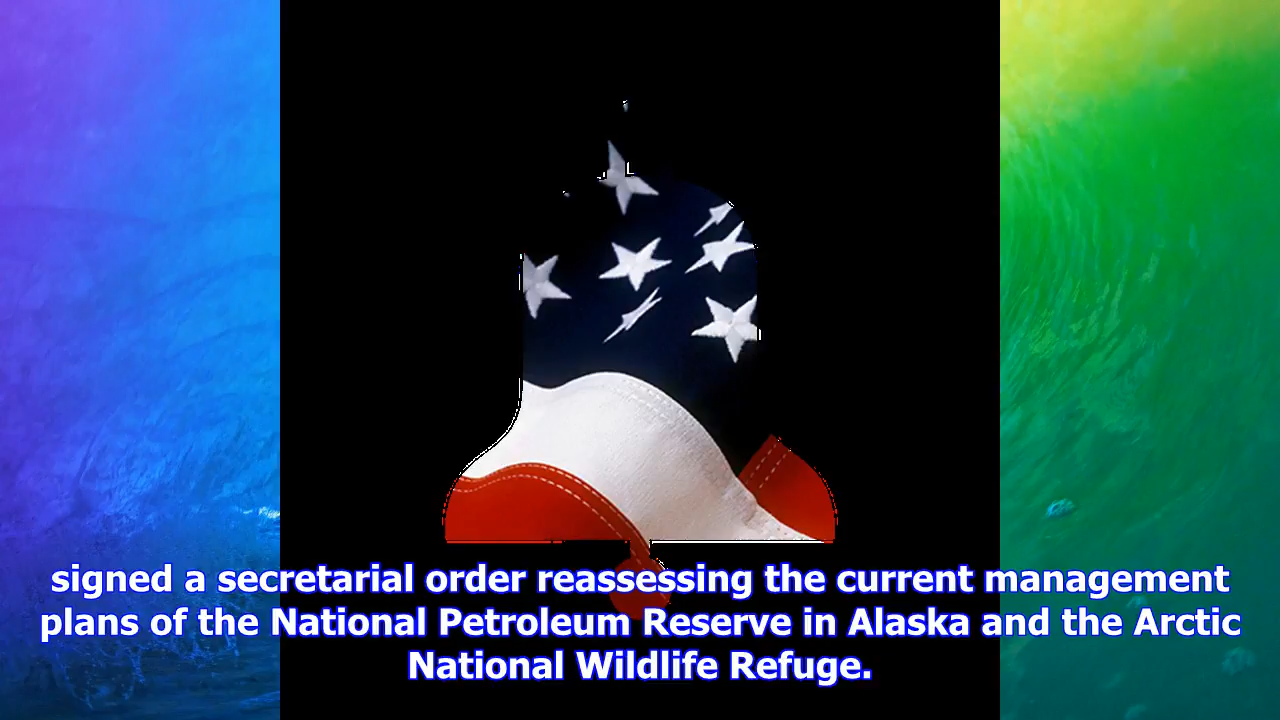 signed a secretarial order reassessing the current management
plans of the National Petroleum Reserve in Alaska and the Arctic
National Wildlife Refuge.